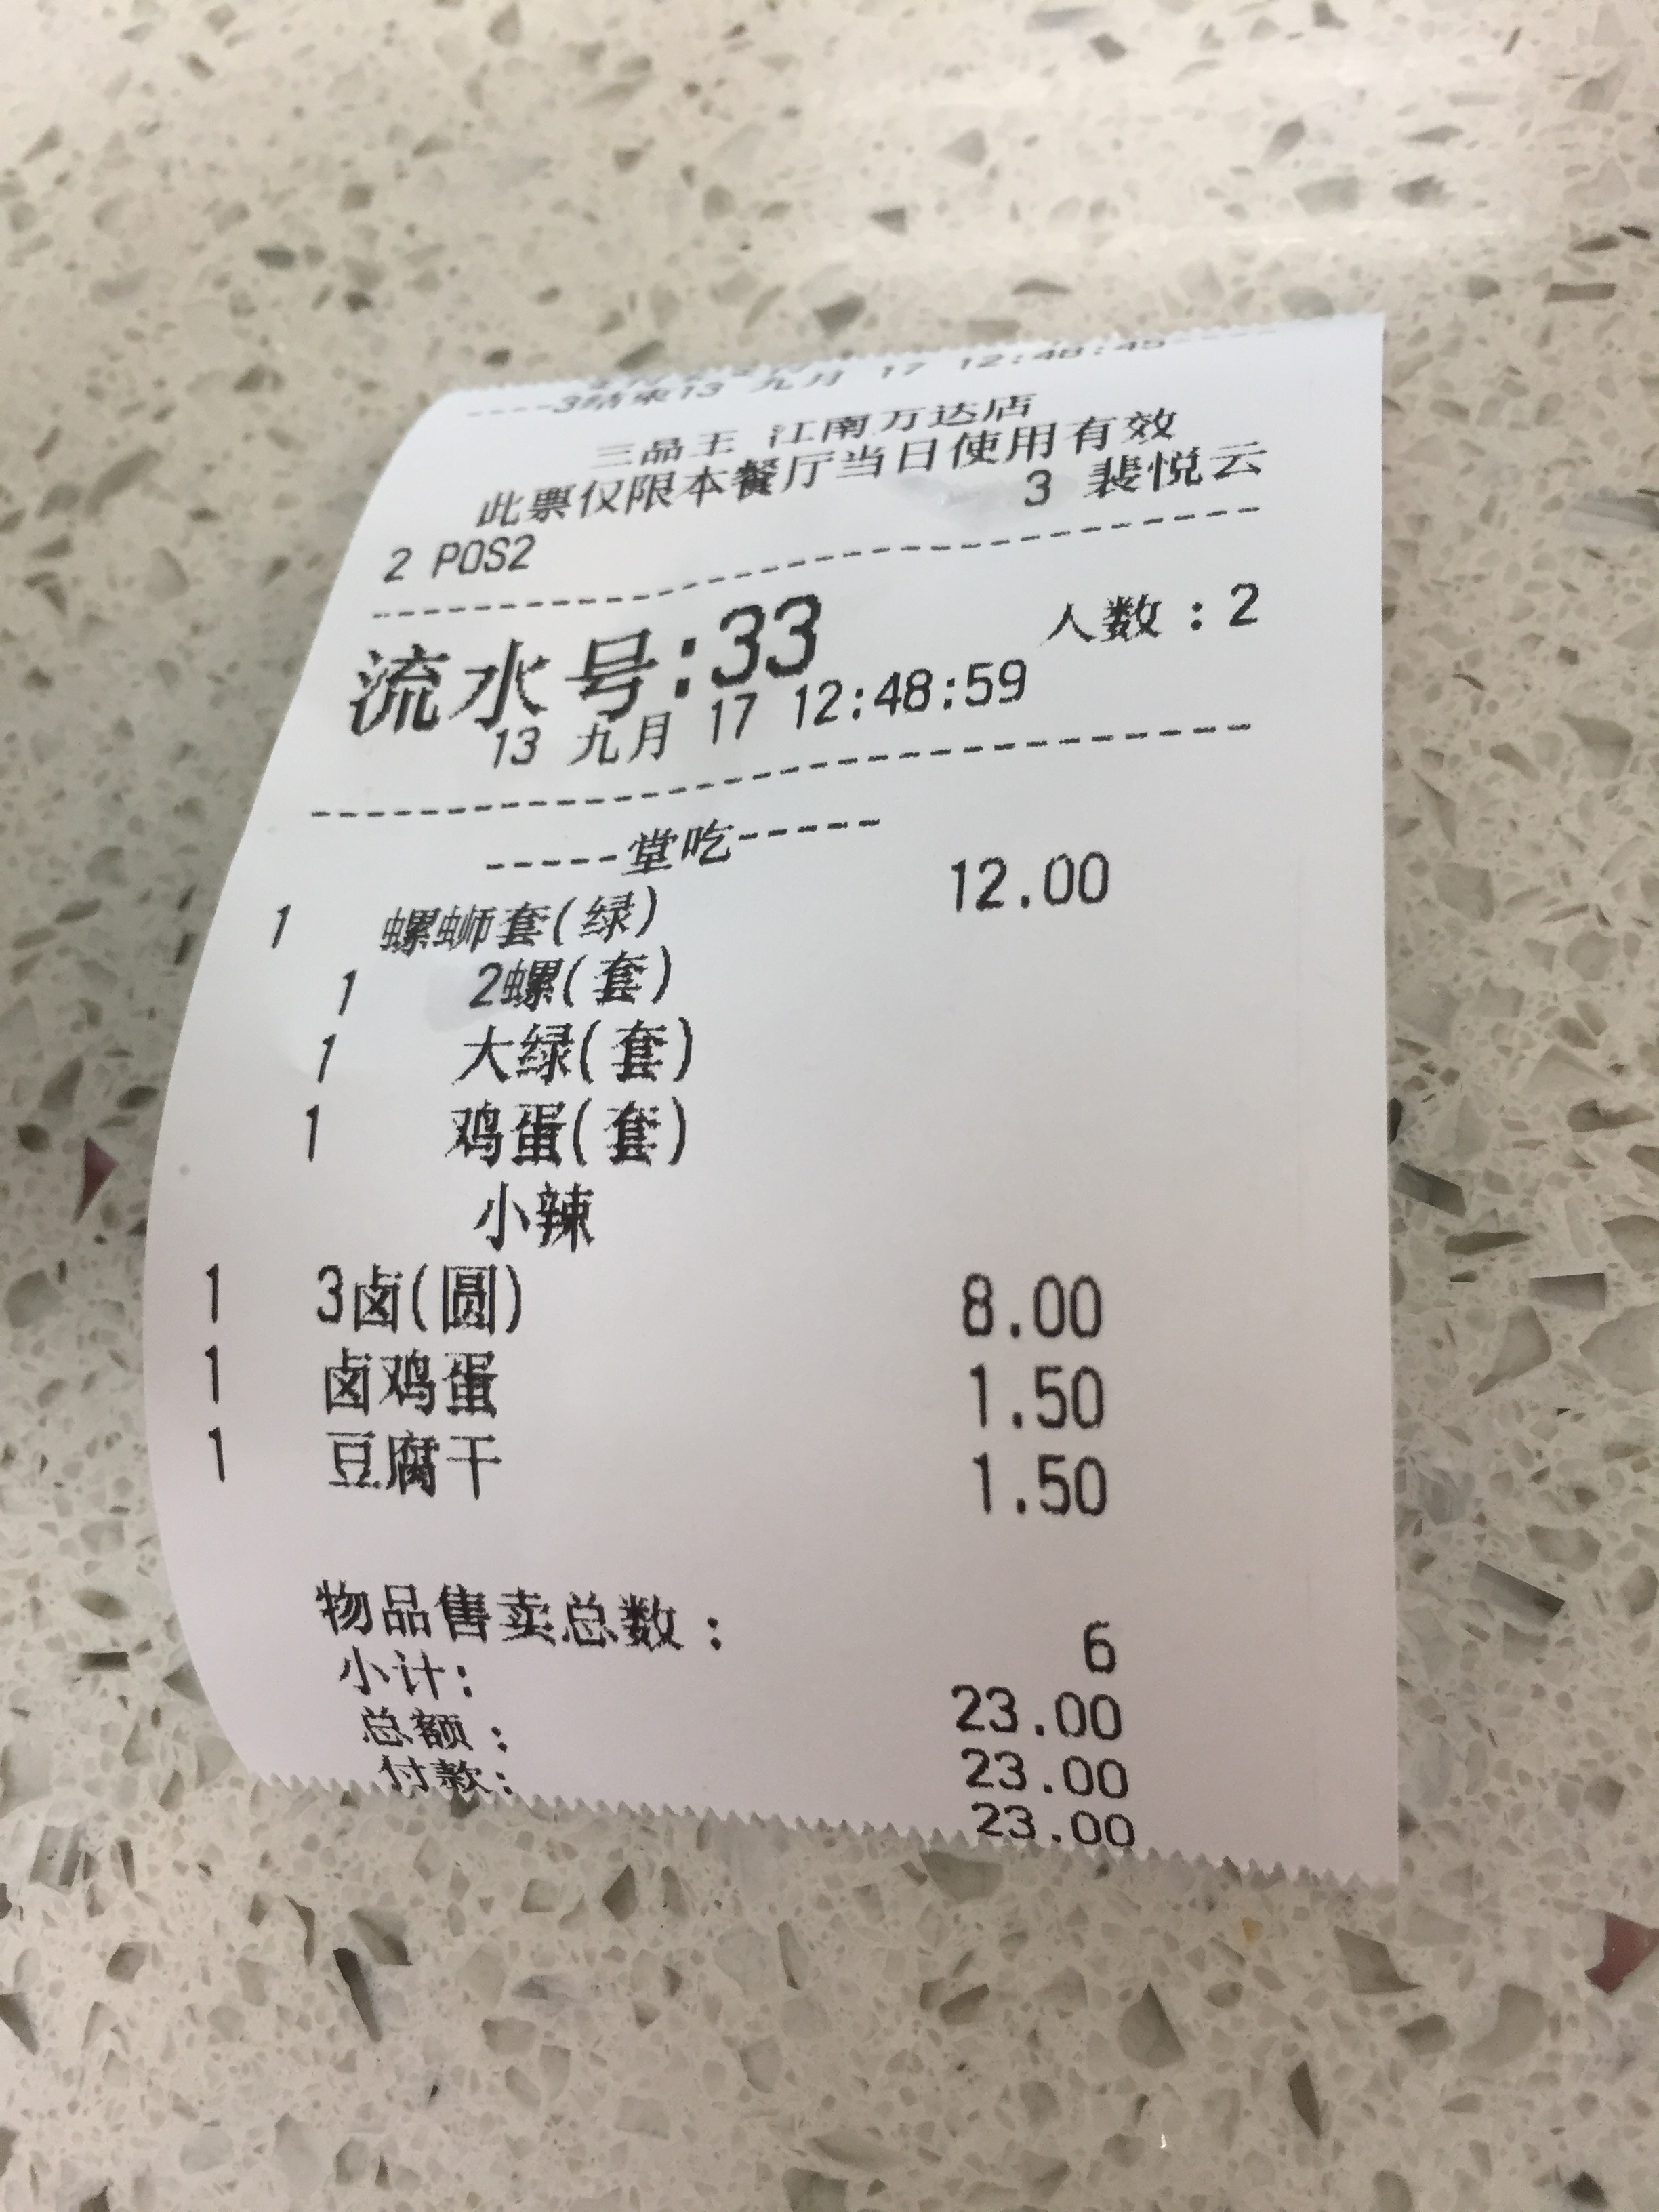 ----3结束13 九月 17 12:48:45----
三品王 江南万达店
此票仅限本餐厅当日使用有效
2 POS2 3 裴悦云
流水号:33 人数：2
13 九月 17 12:48:59
-----堂吃-----
1 螺蛳套(绿) 12.00
1 2螺(套)
1 大绿(套)
1 鸡蛋(套)
小辣
1 3卤(圆) 8.00
1 卤鸡蛋 1.50
1 豆腐干 1.50
物品售卖总数： 6
小计: 23.00
总额： 23.00
付款: 23.00